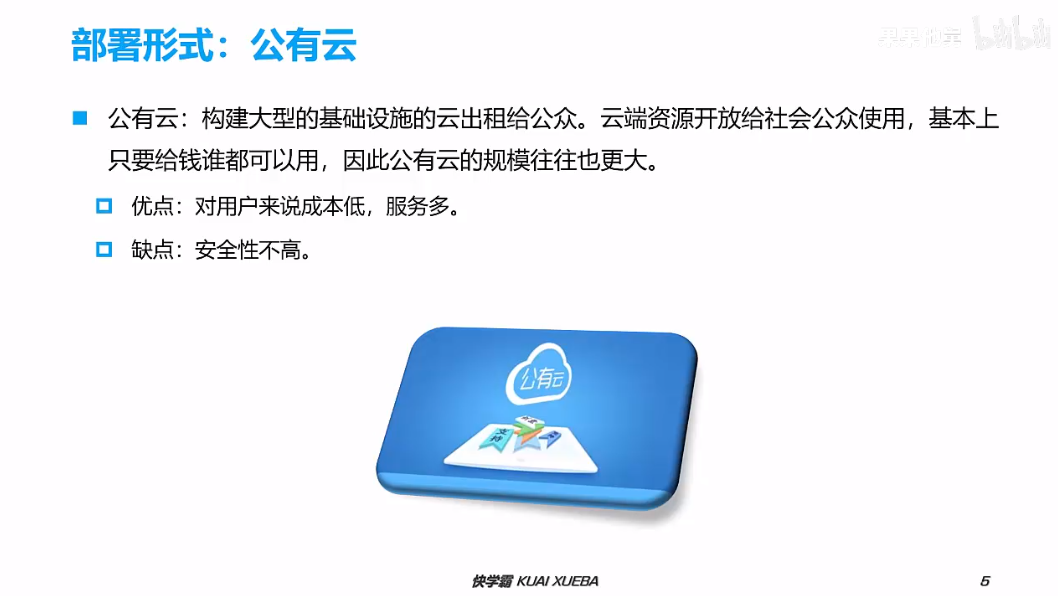 部署形式：公有云
公有云：构建大型的基础设施的云出租给公众。云端资源开放给社会公众使用，基本上
只要给钱谁都可以用，因此公有云的规模往往也更大。
优点：对用户来说成本低，服务多。
缺点：安全性不高。
公有云
支持
快学霸 KUAI XUEBA
5